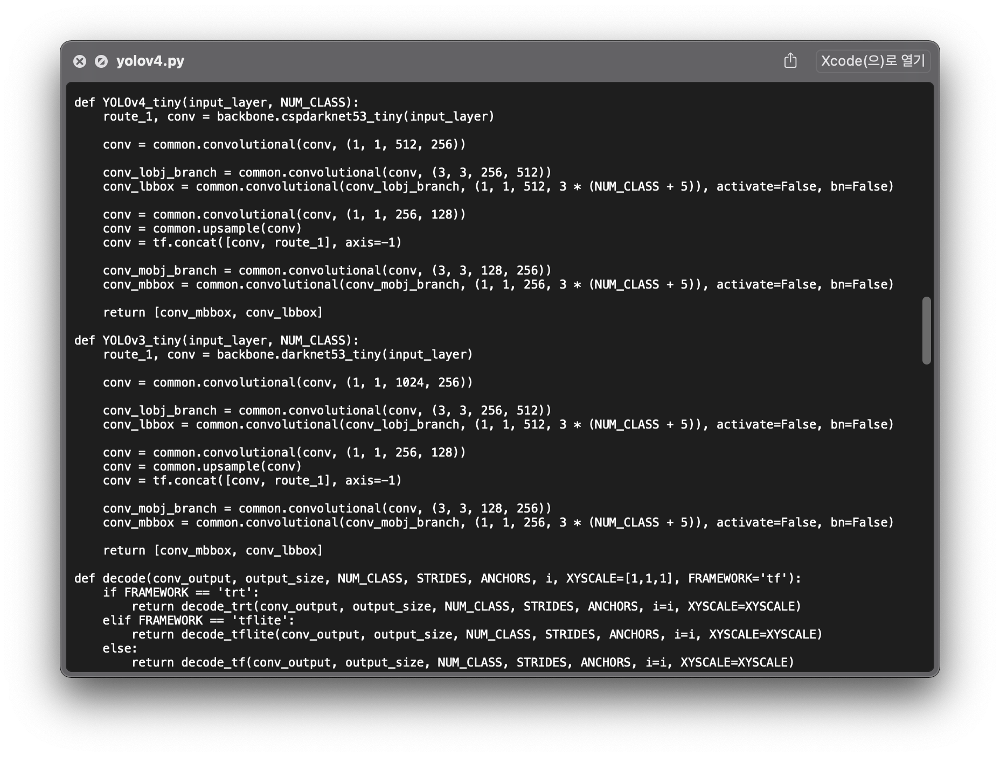 yolov4.py
Xcode(으)로 열기
def YOLOv4_tiny(input_layer, NUM_CLASS):
    route_1, conv = backbone.cspdarknet53_tiny(input_layer)

    conv = common.convolutional(conv, (1, 1, 512, 256))

    conv_lobj_branch = common.convolutional(conv, (3, 3, 256, 512))
    conv_lbbox = common.convolutional(conv_lobj_branch, (1, 1, 512, 3 * (NUM_CLASS + 5)), activate=False, bn=False)

    conv = common.convolutional(conv, (1, 1, 256, 128))
    conv = common.upsample(conv)
    conv = tf.concat([conv, route_1], axis=-1)

    conv_mobj_branch = common.convolutional(conv, (3, 3, 128, 256))
    conv_mbbox = common.convolutional(conv_mobj_branch, (1, 1, 256, 3 * (NUM_CLASS + 5)), activate=False, bn=False)

    return [conv_mbbox, conv_lbbox]

def YOLOv3_tiny(input_layer, NUM_CLASS):
    route_1, conv = backbone.darknet53_tiny(input_layer)

    conv = common.convolutional(conv, (1, 1, 1024, 256))

    conv_lobj_branch = common.convolutional(conv, (3, 3, 256, 512))
    conv_lbbox = common.convolutional(conv_lobj_branch, (1, 1, 512, 3 * (NUM_CLASS + 5)), activate=False, bn=False)

    conv = common.convolutional(conv, (1, 1, 256, 128))
    conv = common.upsample(conv)
    conv = tf.concat([conv, route_1], axis=-1)

    conv_mobj_branch = common.convolutional(conv, (3, 3, 128, 256))
    conv_mbbox = common.convolutional(conv_mobj_branch, (1, 1, 256, 3 * (NUM_CLASS + 5)), activate=False, bn=False)

    return [conv_mbbox, conv_lbbox]

def decode(conv_output, output_size, NUM_CLASS, STRIDES, ANCHORS, i, XYSCALE=[1,1,1], FRAMEWORK='tf'):
    if FRAMEWORK == 'trt':
        return decode_trt(conv_output, output_size, NUM_CLASS, STRIDES, ANCHORS, i=i, XYSCALE=XYSCALE)
    elif FRAMEWORK == 'tflite':
        return decode_tflite(conv_output, output_size, NUM_CLASS, STRIDES, ANCHORS, i=i, XYSCALE=XYSCALE)
    else:
        return decode_tf(conv_output, output_size, NUM_CLASS, STRIDES, ANCHORS, i=i, XYSCALE=XYSCALE)